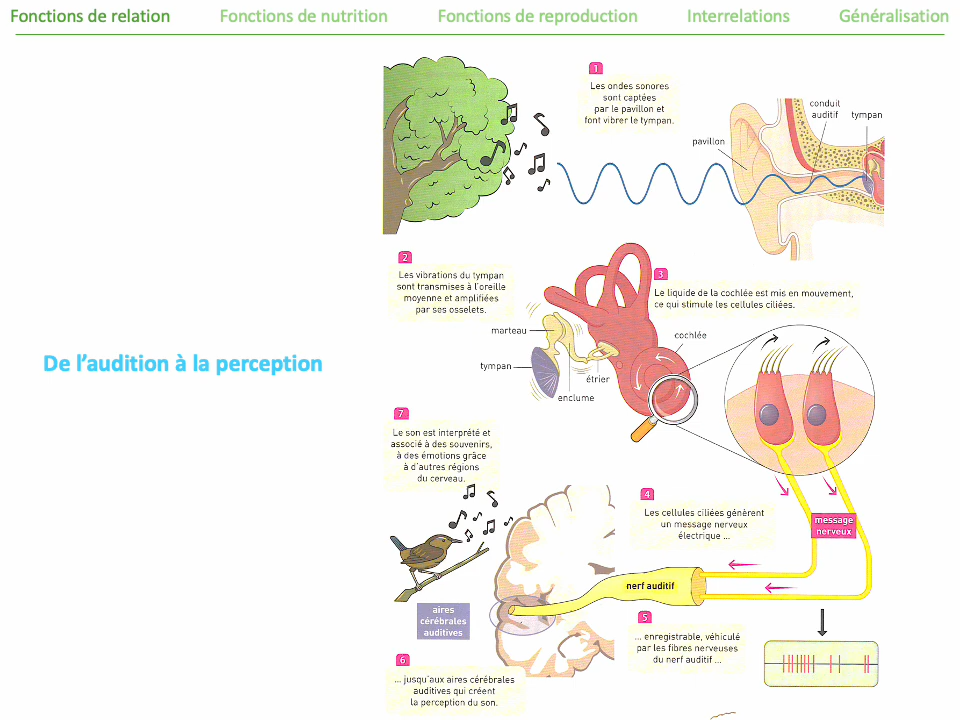 Fonctions de relation Fonctions de nutrition Fonctions de reproduction Interrelations Généralisation
1
Les ondes sonores
sont captées
par le pavillon et
font vibrer le tympan.
conduit
auditif
tympan
pavillon
2
Les vibrations du tympan
sont transmises à l'oreille
moyenne et amplifiées
par ses osselets.
3
Le liquide de la cochlée est mis en mouvement,
ce qui stimule les cellules ciliées.
marteau
cochlée
De l'audition à la perception
tympan
étrier
enclume
7
Le son est interprété et
associé à des souvenirs,
à des émotions grâce
à d'autres régions
du cerveau.
4
Les cellules ciliées génèrent
un message nerveux
électrique ...
message
nerveux
nerf auditif
aires
cérébrales
auditives
5
... enregistrable, véhiculé
par les fibres nerveuses
du nerf auditif ...
6
... jusqu'aux aires cérébrales
auditives qui créent
la perception du son.